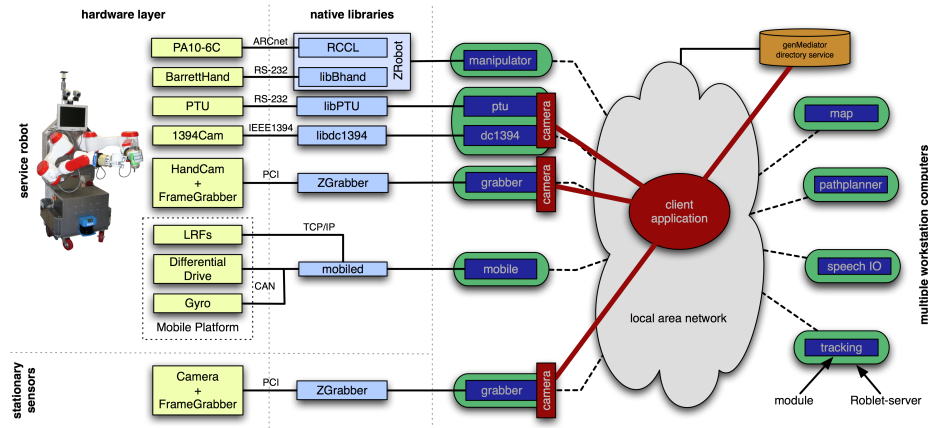 hardware layer
native libraries
service robot
PA10-6C
ARCnet
RCCL
ZRobot
BarrettHand
RS-232
libBhand
manipulator
PTU
RS-232
libPTU
ptu
camera
1394Cam
IEEE1394
libdc1394
dc1394
HandCam
+
FrameGrabber
PCI
ZGrabber
grabber
camera
LRFs
TCP/IP
Differential
Drive
CAN
mobiled
mobile
Gyro
Mobile Platform
stationary
sensors
Camera
+
FrameGrabber
PCI
ZGrabber
grabber
camera
genMediator
directory service
client
application
local area network
map
pathplanner
speech IO
tracking
module
Roblet-server
multiple workstation computers